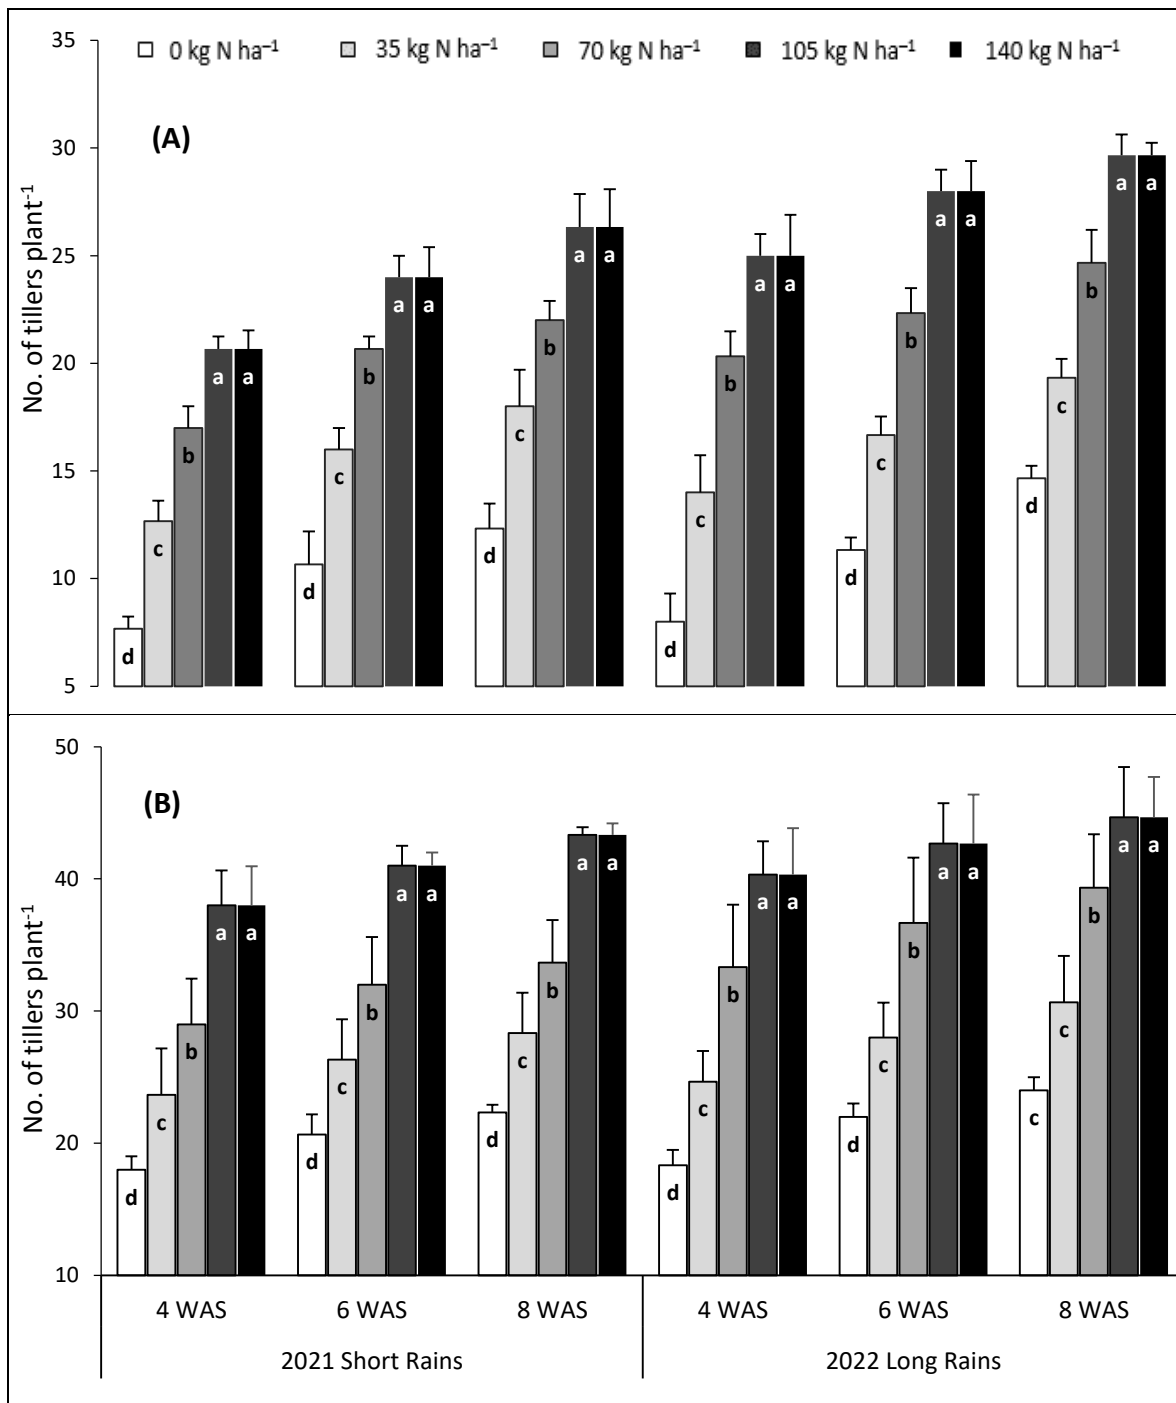 35
0 kg N ha⁻¹ 35 kg N ha⁻¹ 70 kg N ha⁻¹ 105 kg N ha⁻¹ 140 kg N ha⁻¹
(A)
No. of tillers plant⁻¹
30
25
20
15
10
5
d c b a a d c b a a d c b a a d c b a a d c b a a d c b a a
50
(B)
No. of tillers plant⁻¹
40
30
20
10
d c b a a d c b a a d c b a a d c b a a d c b a a c c b a a
4 WAS 6 WAS 8 WAS 4 WAS 6 WAS 8 WAS
2021 Short Rains 2022 Long Rains